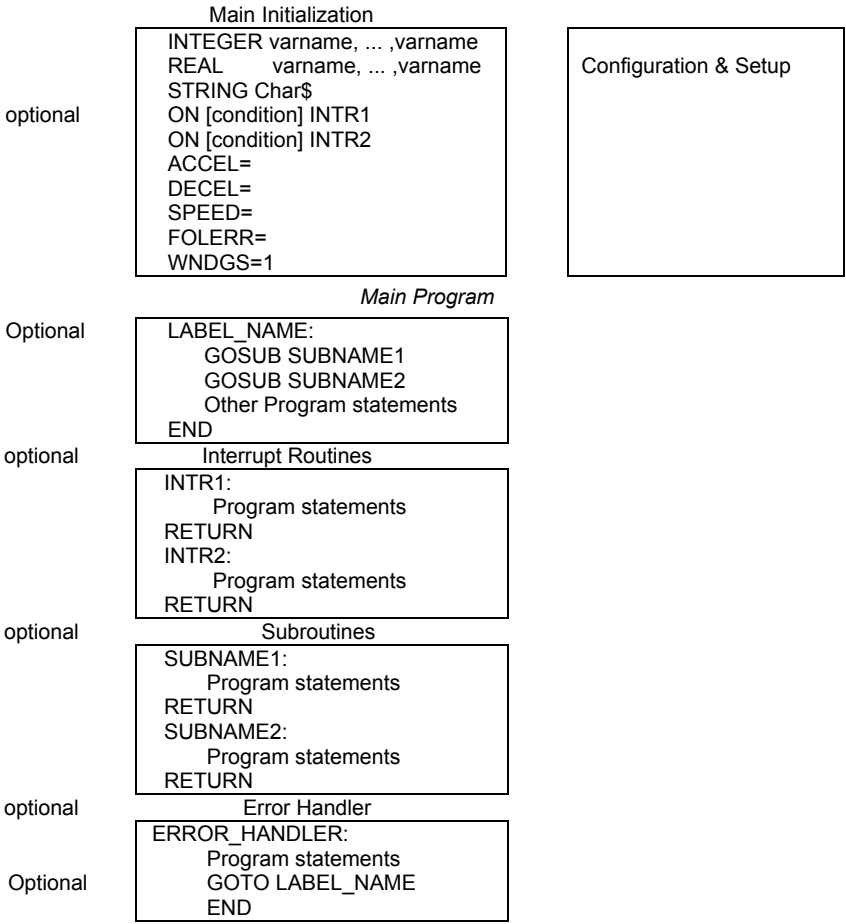 Main Initialization
INTEGER varname, ... ,varname
REAL varname, ... ,varname
Configuration & Setup
STRING Char$
optional
ON [condition] INTR1
ON [condition] INTR2
ACCEL=
DECEL=
SPEED=
FOLERR=
WNDGS=1
Main Program
Optional
LABEL_NAME:
GOSUB SUBNAME1
GOSUB SUBNAME2
Other Program statements
END
optional
Interrupt Routines
INTR1:
Program statements
RETURN
INTR2:
Program statements
RETURN
optional
Subroutines
SUBNAME1:
Program statements
RETURN
SUBNAME2:
Program statements
RETURN
optional
Error Handler
ERROR_HANDLER:
Program statements
Optional
GOTO LABEL_NAME
END